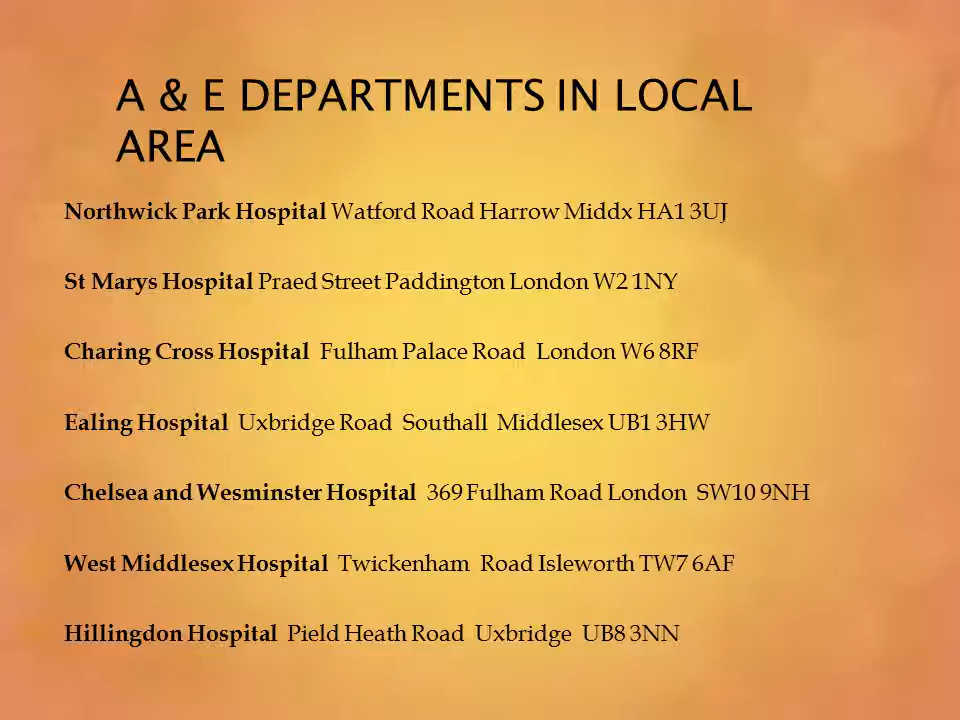 A & E DEPARTMENTS IN LOCAL
AREA
Northwick Park Hospital Watford Road Harrow Middx HA1 3UJ
St Marys Hospital Praed Street Paddington London W2 1NY
Charing Cross Hospital Fulham Palace Road London W6 8RF
Ealing Hospital Uxbridge Road Southall Middlesex UB1 3HW
Chelsea and Wesminster Hospital 369 Fulham Road London SW10 9NH
West Middlesex Hospital Twickenham Road Isleworth TW7 6AF
Hillingdon Hospital Pield Heath Road Uxbridge UB8 3NN